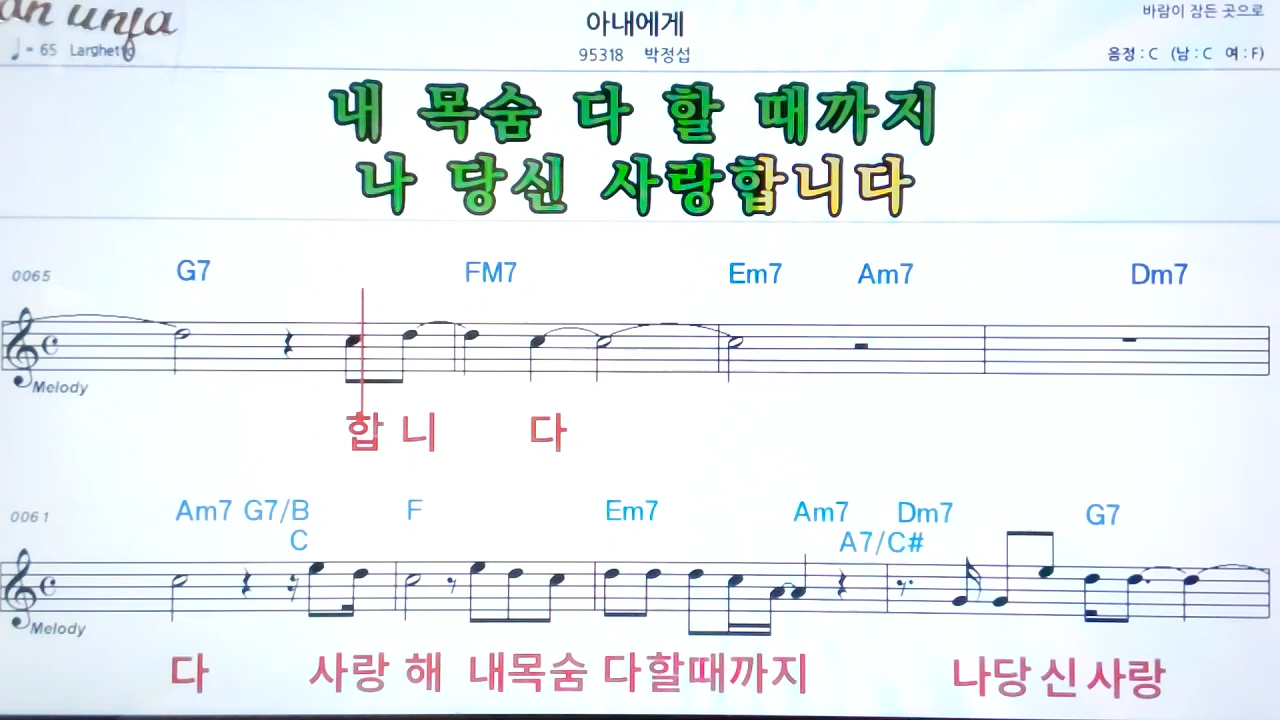 an unfa
아내에게
바람이 잠든 곳으로
♩= 65 Larghetto
95318 박정섭
음정 : C (남 : C 여 : F)
내 목숨 다 할 때까지
나 당신 사랑합니다
0065
G7 FM7 Em7 Am7 Dm7
Melody
합 니 다
0061
Am7 G7/B F Em7 Am7 Dm7 G7
C A7/C#
Melody
다 사랑 해 내목숨 다할때까지 나당 신 사랑